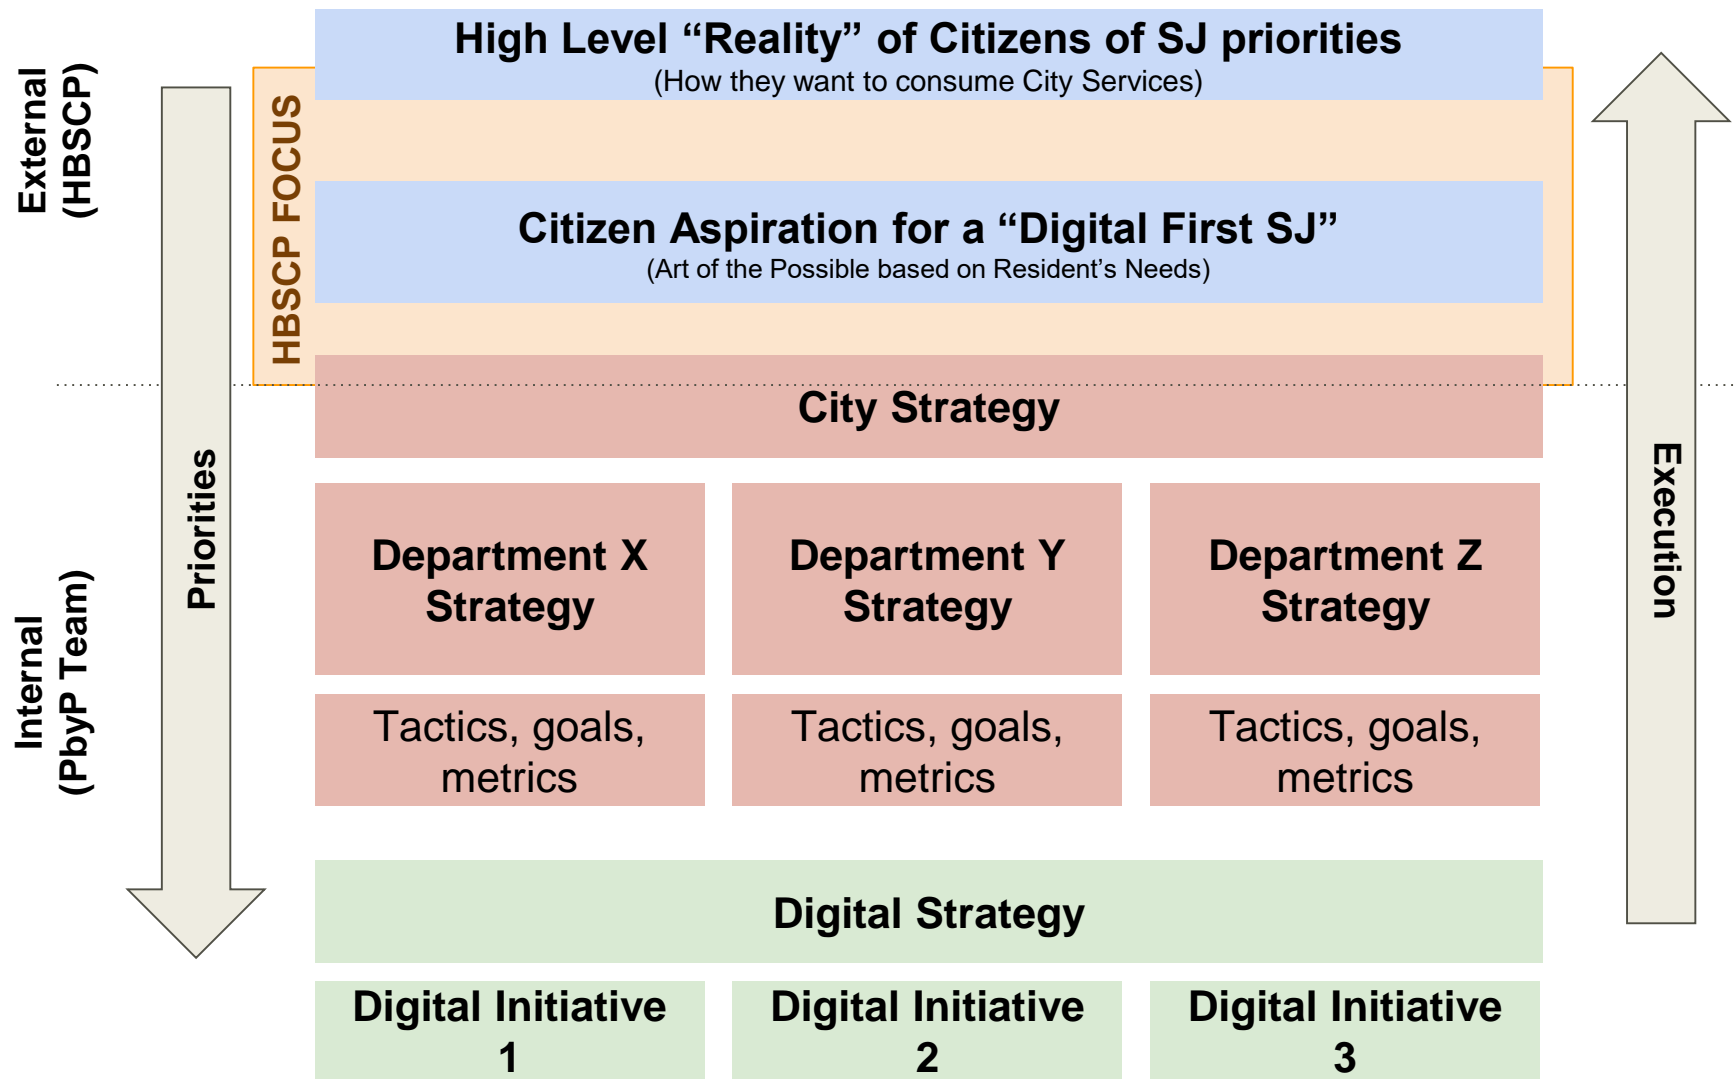 High Level “Reality” of Citizens of SJ priorities
(How they want to consume City Services)
External
(HBSCP)
HBSCP FOCUS
Citizen Aspiration for a “Digital First SJ”
(Art of the Possible based on Resident’s Needs)
City Strategy
Priorities
Execution
Internal
(PbyP Team)
Department X
Strategy
Department Y
Strategy
Department Z
Strategy
Tactics, goals,
metrics
Tactics, goals,
metrics
Tactics, goals,
metrics
Digital Strategy
Digital Initiative
1
Digital Initiative
2
Digital Initiative
3